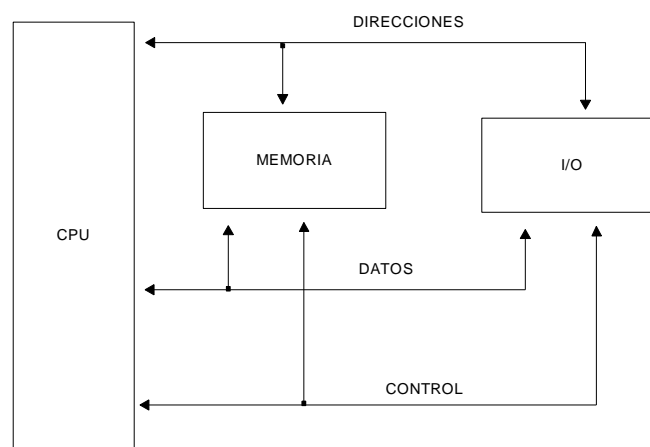 DIRECCIONES
MEMORIA
I/O
CPU
DATOS
CONTROL